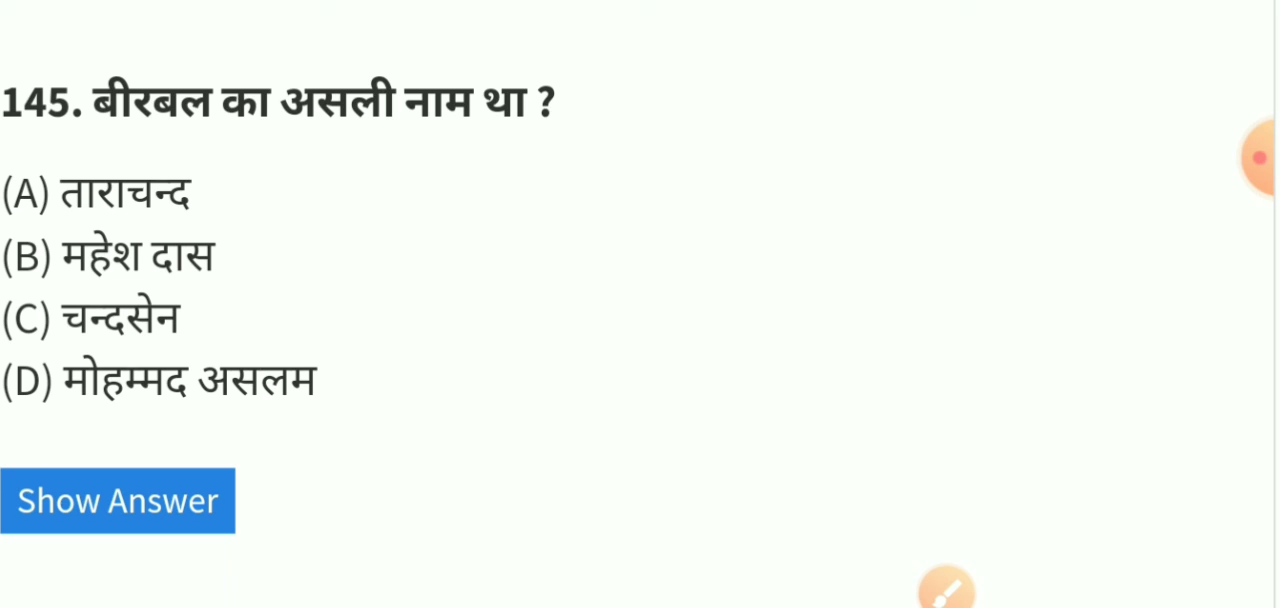 145. बीरबल का असली नाम था ?
(A) ताराचन्द
(B) महेश दास
(C) चन्दसेन
(D) मोहम्मद असलम
Show Answer